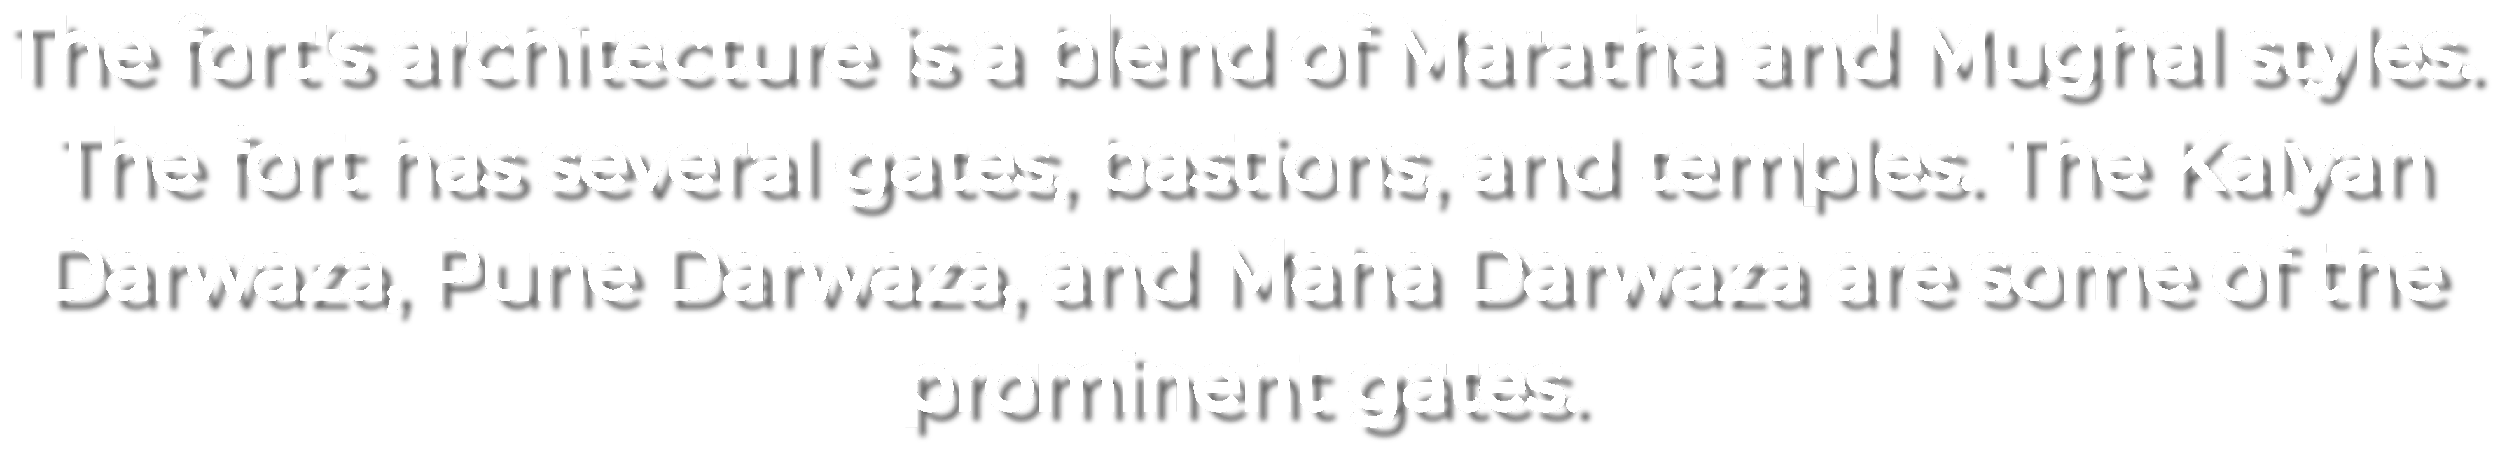 The fort's architecture is a blend of Maratha and Mughal styles.
The fort has several gates, bastions, and temples. The Kalyan
Darwaza, Pune Darwaza, and Maha Darwaza are some of the
prominent gates.